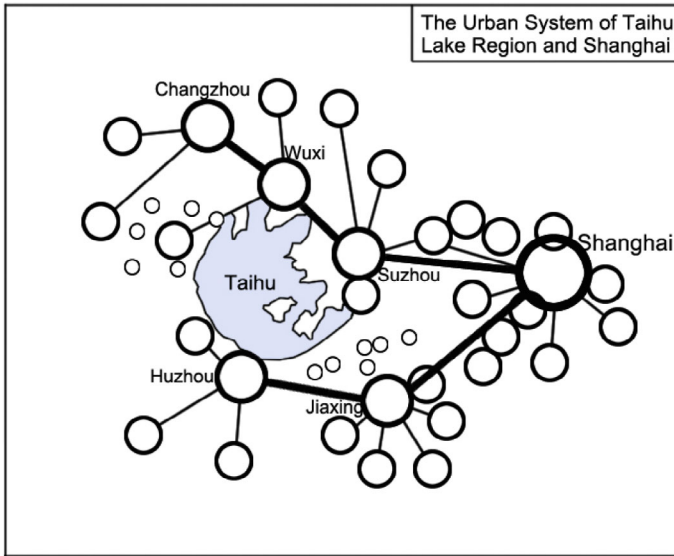 The Urban System of Taihu
Lake Region and Shanghai
Changzhou
Wuxi
Shanghai
Suzhou
Taihu
Huzhou
Jiaxing